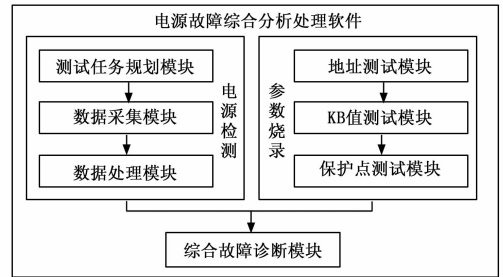 电源故障综合分析处理软件
测试任务规划模块
数据采集模块
数据处理模块
电源检测
参数烧录
地址测试模块
KB值测试模块
保护点测试模块
综合故障诊断模块